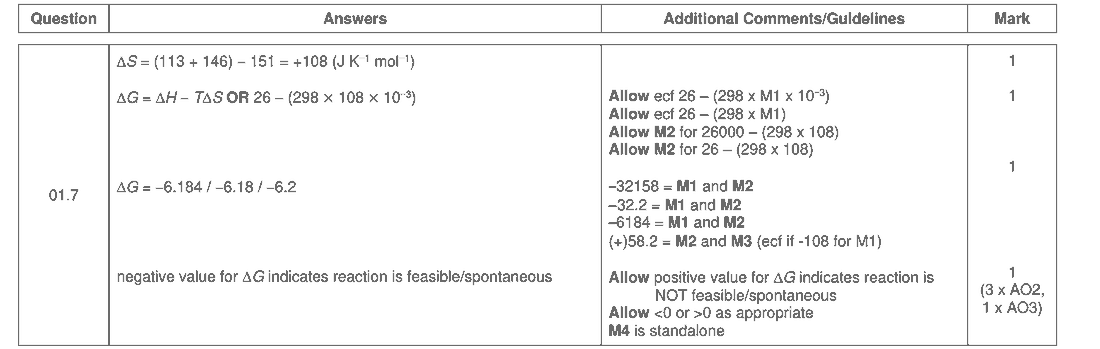 Question Answers Additional Comments/Guidelines Mark
ΔS = (113 + 146) – 151 = +108 (J K⁻¹ mol⁻¹) 1
ΔG = ΔH – TΔS OR 26 – (298 × 108 × 10⁻³) Allow ecf 26 – (298 x M1 x 10⁻³) 1
Allow ecf 26 – (298 x M1)
Allow M2 for 26000 – (298 x 108)
Allow M2 for 26 – (298 x 108)
1
01.7 ΔG = –6.184 / –6.18 / –6.2 –32158 = M1 and M2
–32.2 = M1 and M2
–6184 = M1 and M2
(+)58.2 = M2 and M3 (ecf if -108 for M1)
negative value for ΔG indicates reaction is feasible/spontaneous Allow positive value for ΔG indicates reaction is 1
NOT feasible/spontaneous (3 x AO2,
Allow <0 or >0 as appropriate 1 x AO3)
M4 is standalone